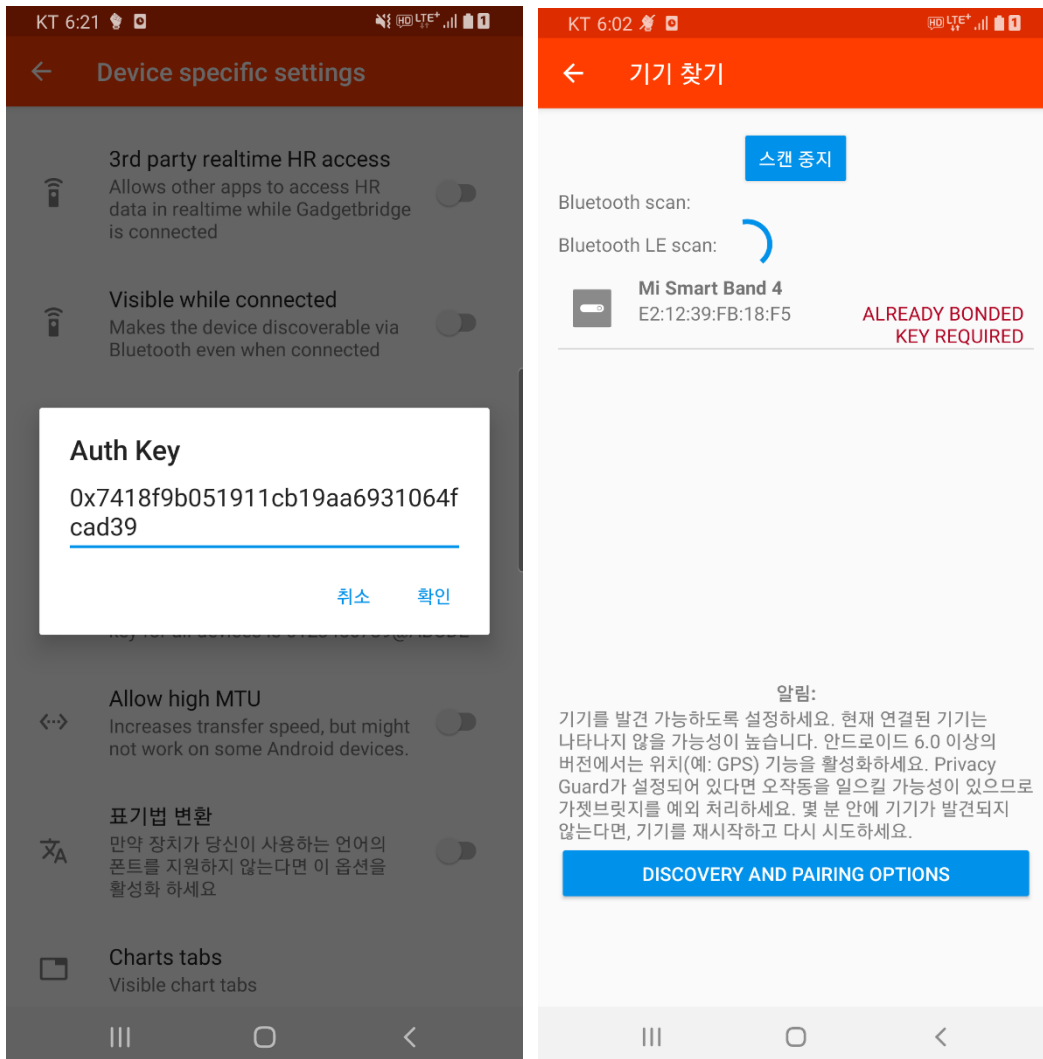 KT 6:21
HD LTE+ 1
Device specific settings
3rd party realtime HR access
Allows other apps to access HR
data in realtime while Gadgetbridge
is connected
Visible while connected
Makes the device discoverable via
Bluetooth even when connected
Auth Key
0x7418f9b051911cb19aa6931064f
cad39
취소 확인
Allow high MTU
Increases transfer speed, but might
not work on some Android devices.
표기법 변환
만약 장치가 당신이 사용하는 언어의
폰트를 지원하지 않는다면 이 옵션을
활성화 하세요
Charts tabs
Visible chart tabs
KT 6:02
HD LTE+ 1
기기 찾기
스캔 중지
Bluetooth scan:
Bluetooth LE scan:
Mi Smart Band 4
E2:12:39:FB:18:F5
ALREADY BONDED
KEY REQUIRED
알림:
기기를 발견 가능하도록 설정하세요. 현재 연결된 기기는
나타나지 않을 가능성이 높습니다. 안드로이드 6.0 이상의
버전에서는 위치(예: GPS) 기능을 활성화하세요. Privacy
Guard가 설정되어 있다면 오작동을 일으킬 가능성이 있으므로
가젯브릿지를 예외 처리하세요. 몇 분 안에 기기가 발견되지
않는다면, 기기를 재시작하고 다시 시도하세요.
DISCOVERY AND PAIRING OPTIONS